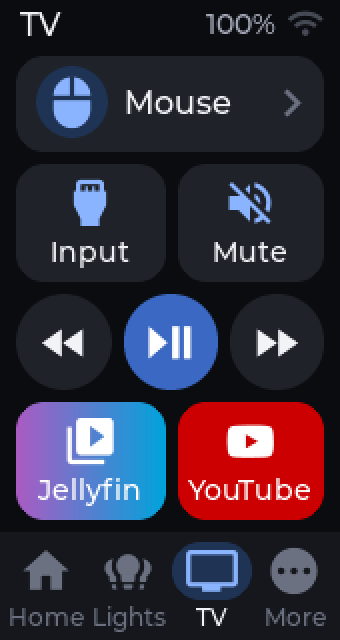 TV 100%
Mouse
Input Mute
Jellyfin YouTube
Home Lights TV More